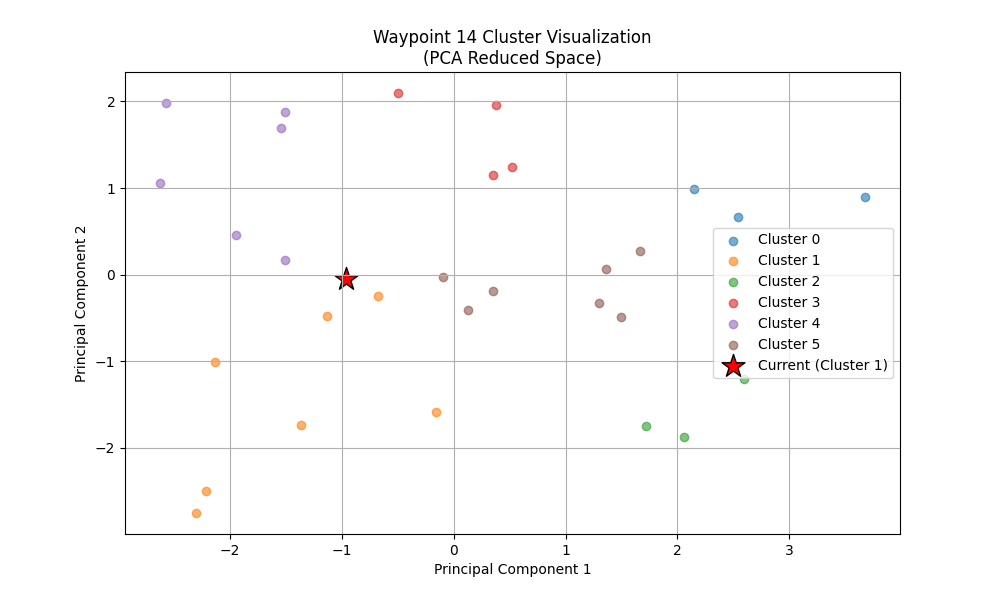 Waypoint 14 Cluster Visualization
(PCA Reduced Space)
Principal Component 2
2
1
0
−1
−2
Cluster 0
Cluster 1
Cluster 2
Cluster 3
Cluster 4
Cluster 5
Current (Cluster 1)
−2
−1
0
1
2
3
Principal Component 1